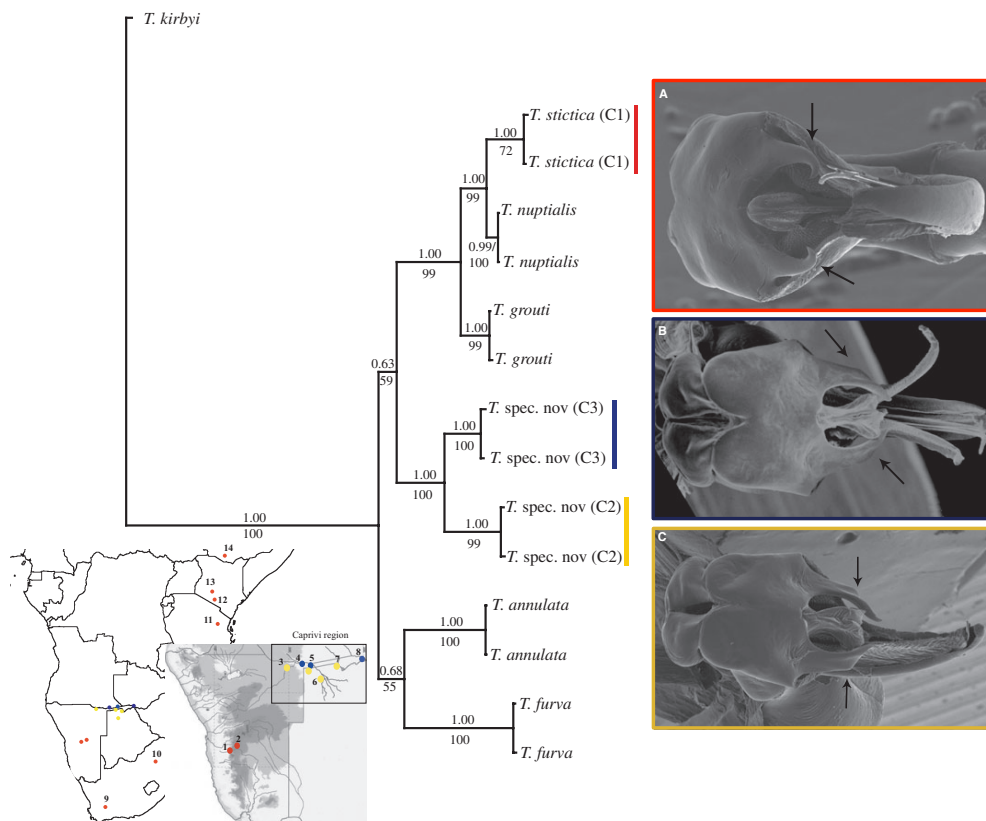 T. kirbyi
A
T. stictica (C1)
1.00
72
T. stictica (C1)
1.00
99
T. nuptialis
0.99/
100
T. nuptialis
1.00
99
T. grouti
1.00
99
T. grouti
B
0.63
59
T. spec. nov (C3)
1.00
100
T. spec. nov (C3)
1.00
100
T. spec. nov (C2)
1.00
99
T. spec. nov (C2)
C
1.00
100
T. annulata
1.00
100
T. annulata
0.68
55
T. furva
1.00
100
T. furva
14
13
12
11
Caprivi region
3
4
5
6
7
8
1
2
10
9